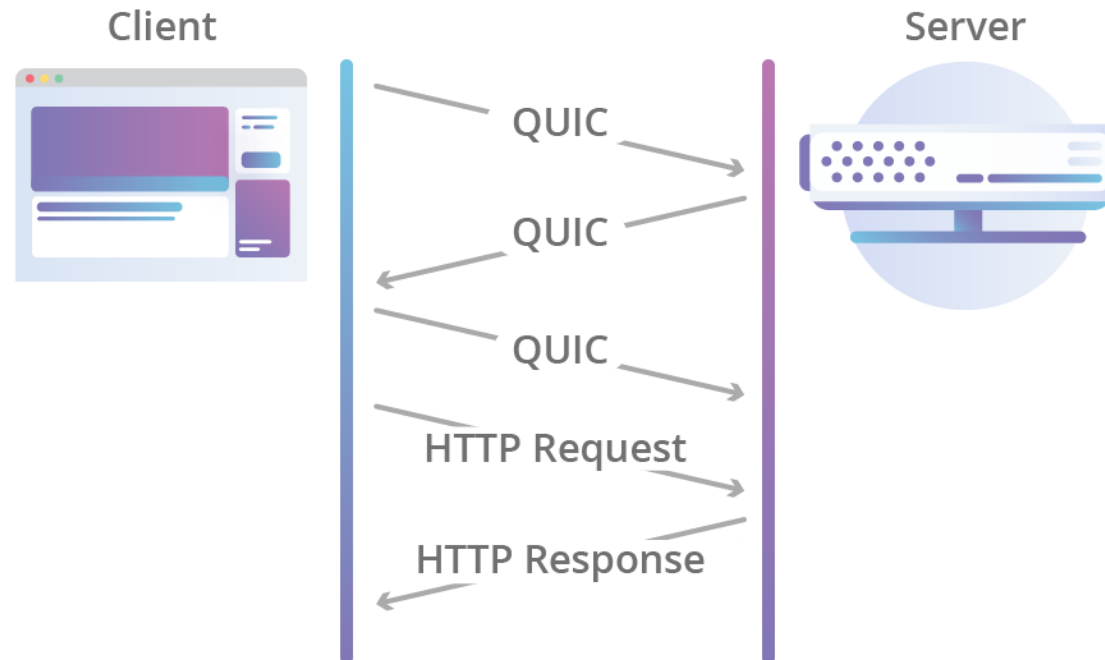 Client
Server
QUIC
QUIC
QUIC
HTTP Request
HTTP Response